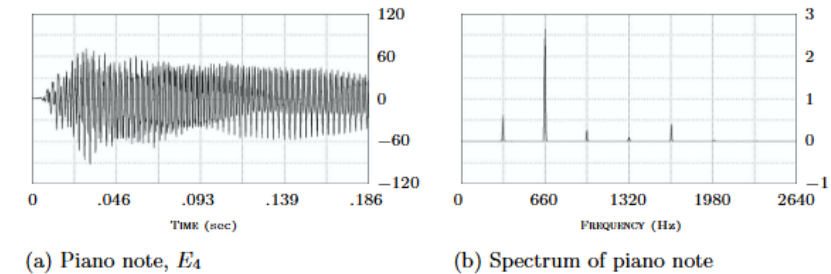 120
60
0
−60
−120
0 .046 .093 .139 .186
TIME (sec)
(a) Piano note, E4
3
2
1
0
−1
0 660 1320 1980 2640
FREQUENCY (Hz)
(b) Spectrum of piano note